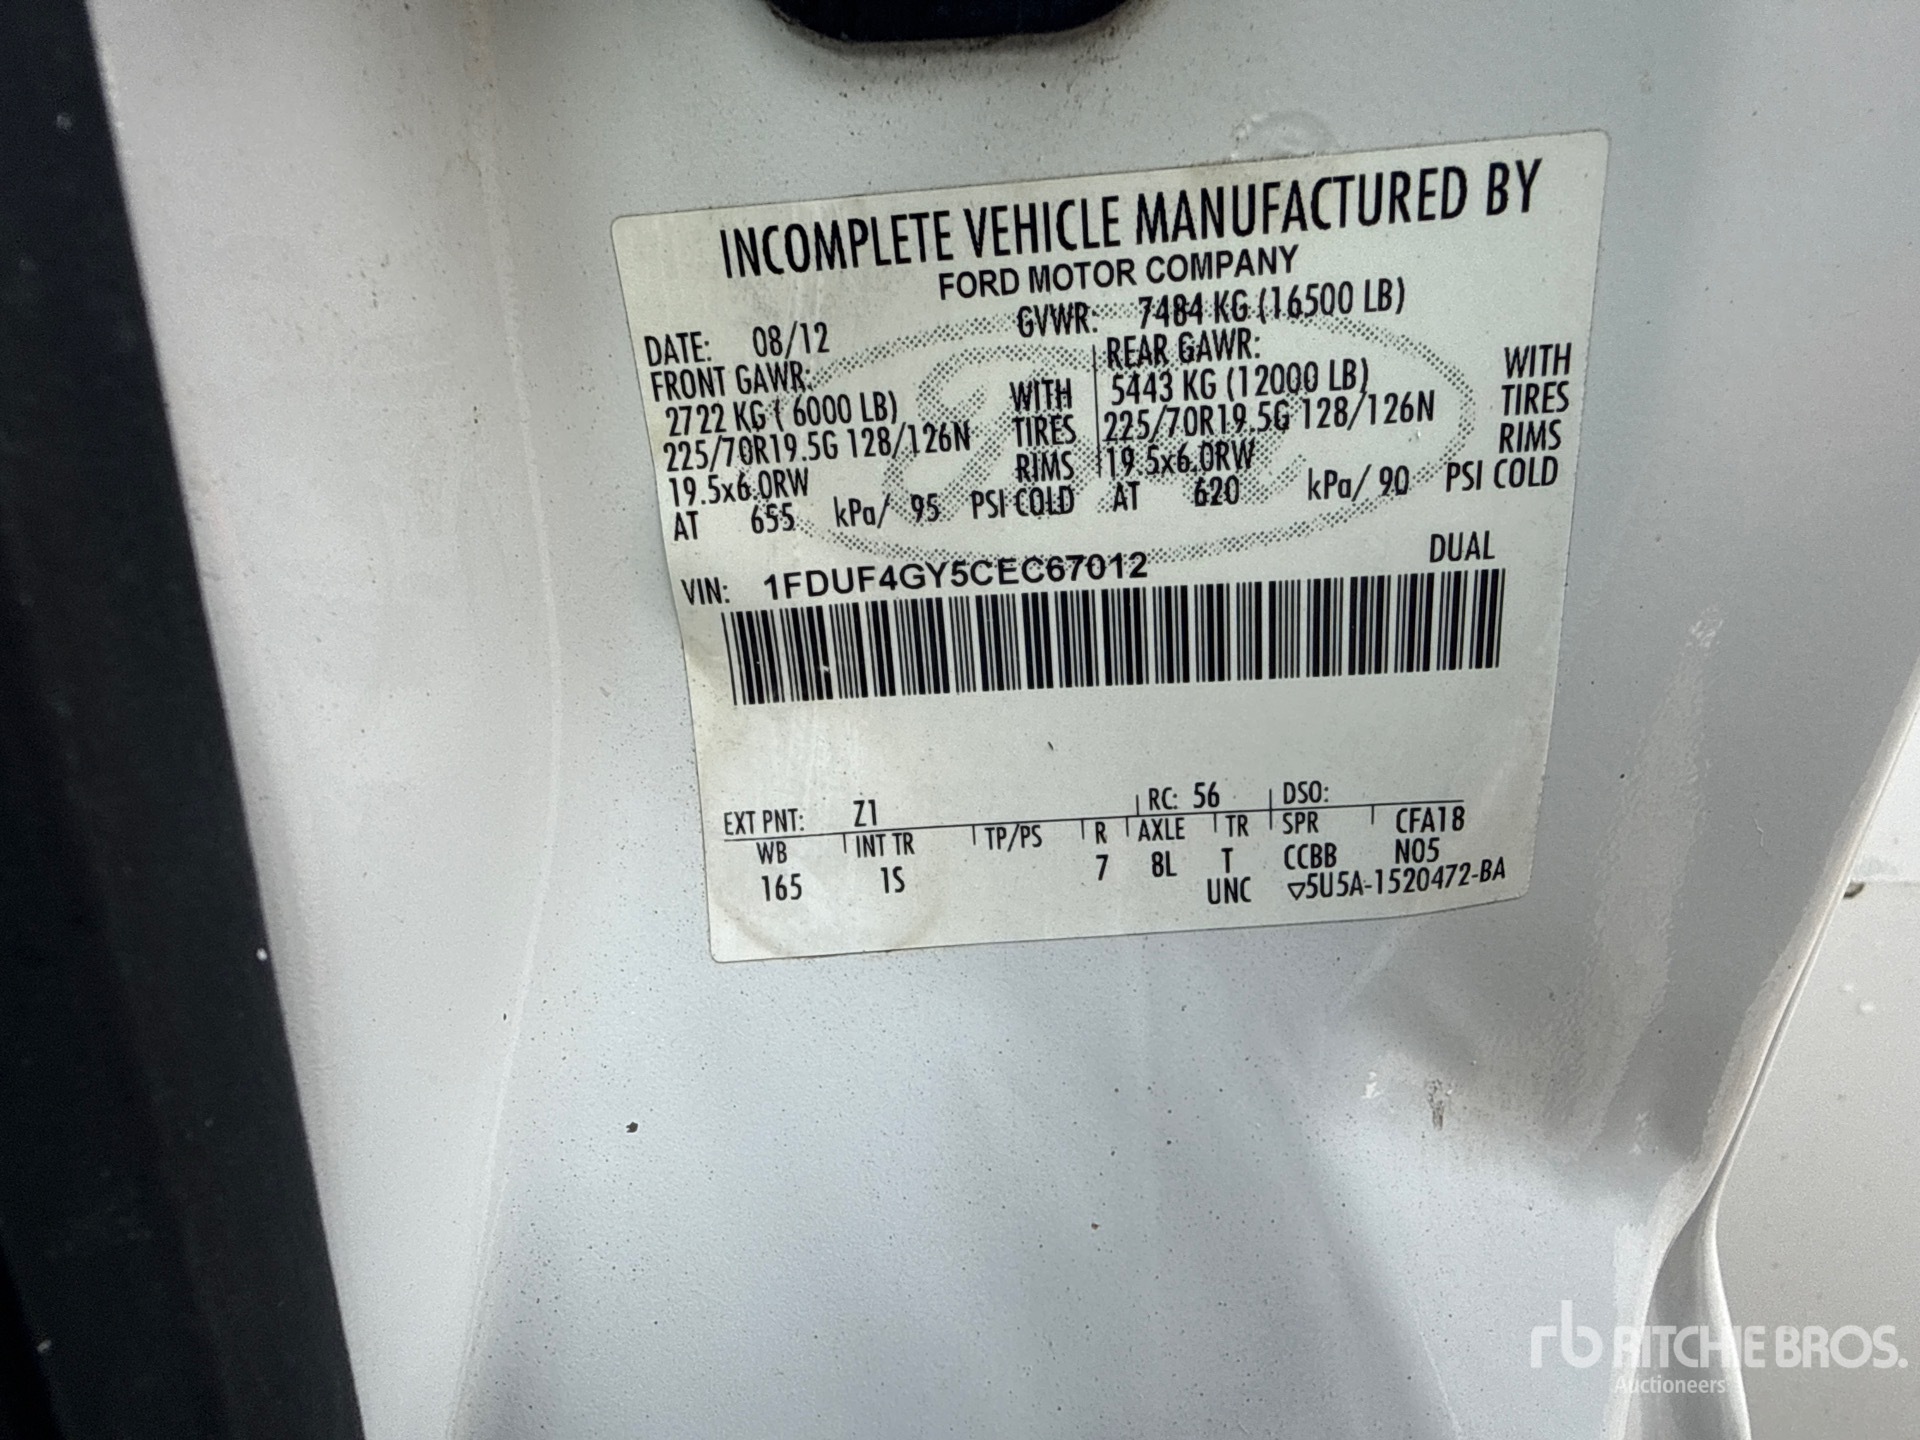 INCOMPLETE VEHICLE MANUFACTURED BY
FORD MOTOR COMPANY
DATE: 08/12 GVWR: 7484 KG (16500 LB)
FRONT GAWR: REAR GAWR:
2722 KG ( 6000 LB) WITH 5443 KG (12000 LB) WITH
225/70R19.5G 128/126N TIRES 225/70R19.5G 128/126N TIRES
19.5x6.0RW RIMS 19.5x6.0RW RIMS
AT 655 kPa/ 95 PSI COLD AT 620 kPa/ 90 PSI COLD
VIN: 1FDUF4GY5CEC67012 DUAL
EXT PNT: Z1 RC: 56 DSO:
WB INT TR TP/PS R AXLE TR SPR CFA18
165 1S 7 8L T CCBB N05
UNC ▽5U5A-1520472-BA
rb RITCHIE BROS.
Auctioneers